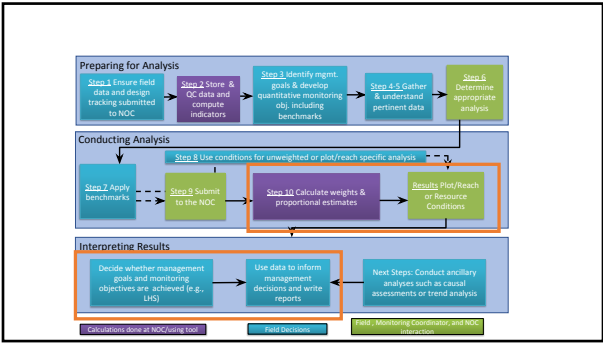 Preparing for Analysis
Step 1 Ensure field
data and design
tracking submitted
to NOC
Step 2 Store &
QC data and
compute
indicators
Step 3 Identify mgmt.
goals & develop
quantitative monitoring
obj. including
benchmarks
Step 4-5 Gather
& understand
pertinent data
Step 6
Determine
appropriate
analysis
Conducting Analysis
Step 8 Use conditions for unweighted or plot/reach specific analysis
Step 7 Apply
benchmarks
Step 9 Submit
to the NOC
Step 10 Calculate weights &
proportional estimates
Results Plot/Reach
or Resource
Conditions
Interpreting Results
Decide whether management
goals and monitoring
objectives are achieved (e.g.,
LHS)
Use data to inform
management
decisions and write
reports
Next Steps: Conduct ancillary
analyses such as causal
assessments or trend analysis
Calculations done at NOC/using tool
Field Decisions
Field , Monitoring Coordinator, and NOC
interaction